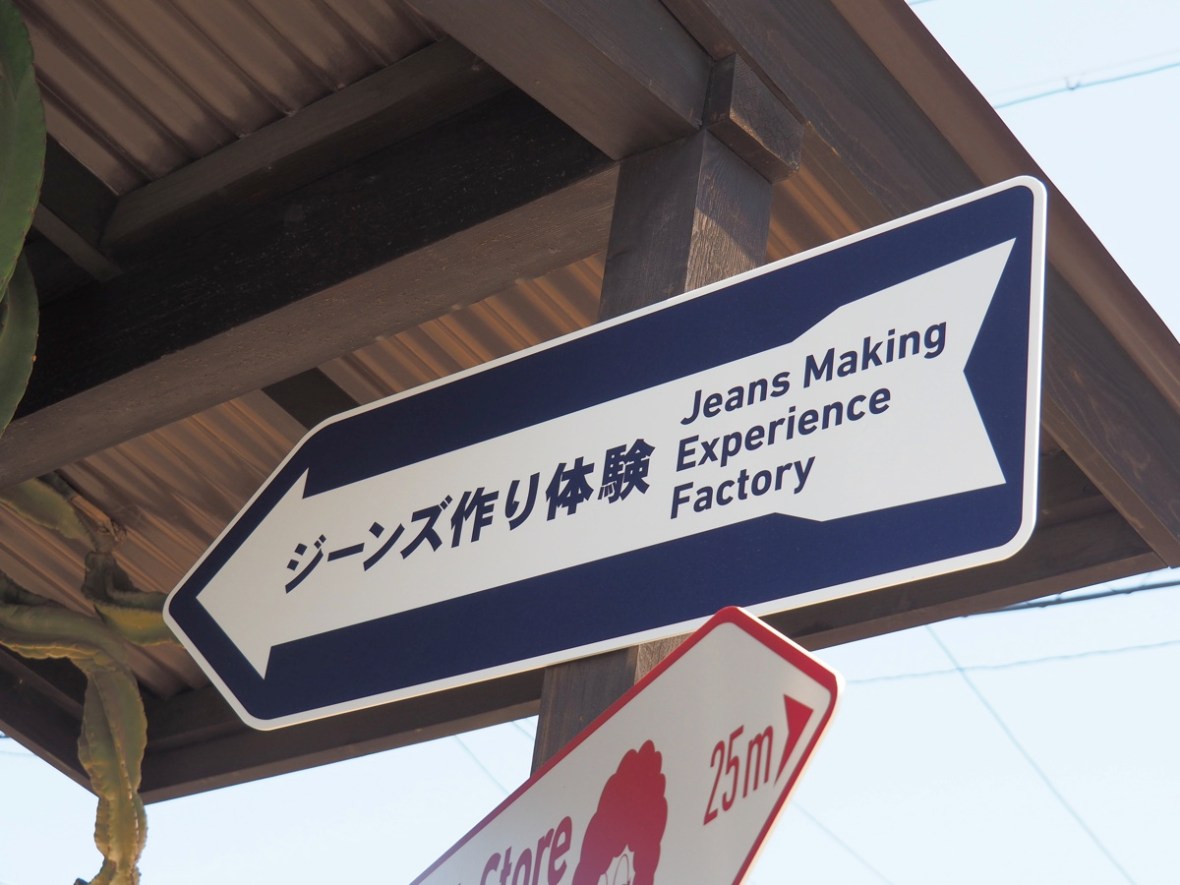 ジーンズ作り体験
Jeans Making
Experience
Factory
25m
Store